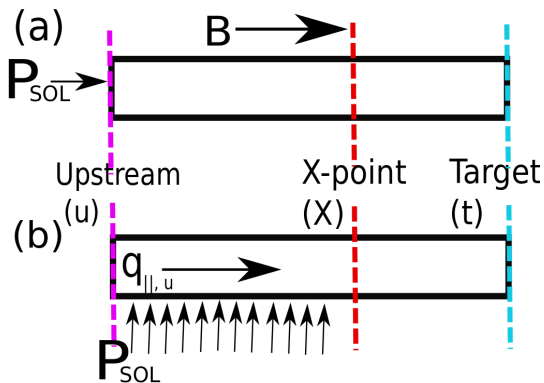 (a)
B
P_SOL
Upstream (u)
X-point (X)
Target (t)
(b)
q_||, u
P_SOL